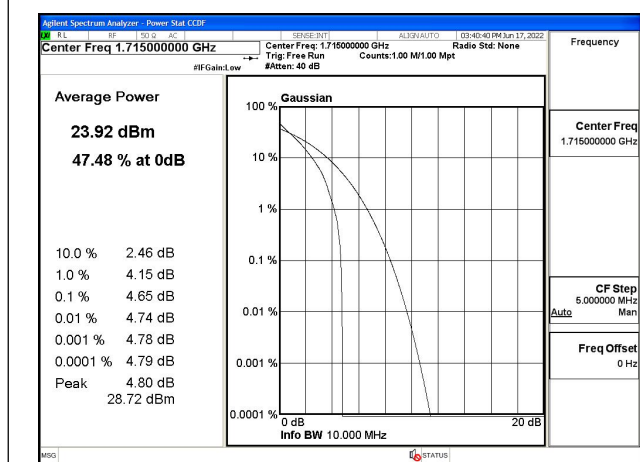 Agilent Spectrum Analyzer - Power Stat CCDF
RL RF 50 Ω AC SENSE:INT ALIGN AUTO 03:40:40 PM Jun 17, 2022
Center Freq 1.715000000 GHz
Center Freq: 1.715000000 GHz Radio Std: None
Trig: Free Run Counts:1.00 M/1.00 Mpt
#IFGain:Low #Atten: 40 dB
Frequency
Average Power
23.92 dBm
47.48 % at 0dB
10.0 % 2.46 dB
1.0 % 4.15 dB
0.1 % 4.65 dB
0.01 % 4.74 dB
0.001 % 4.78 dB
0.0001 % 4.79 dB
Peak 4.80 dB
28.72 dBm
Gaussian
100 %
10 %
1 %
0.1 %
0.01 %
0.001 %
0.0001 %
0 dB 20 dB
Info BW 10.000 MHz
Center Freq
1.715000000 GHz
CF Step
5.000000 MHz
Auto Man
Freq Offset
0 Hz
MSG STATUS